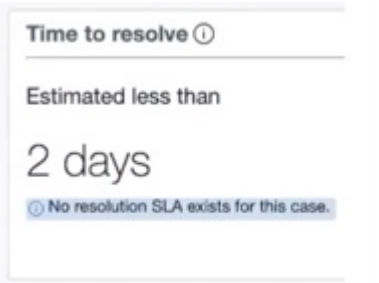 Time to resolve
Estimated less than
2 days
No resolution SLA exists for this case.